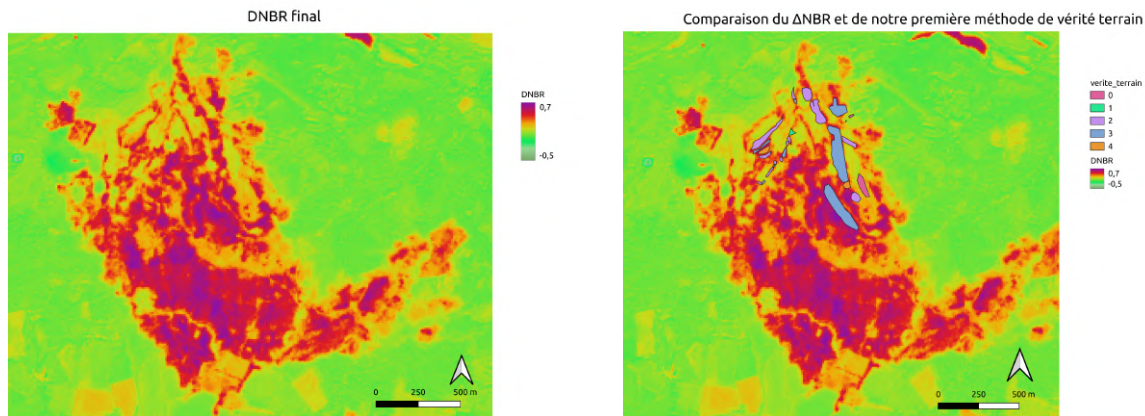 DNBR final
DNBR
0,7
-0,5
0 250 500 m
Comparaison du ΔNBR et de notre première méthode de vérité terrain
verite_terrain
0
1
2
3
4
DNBR
0,7
-0,5
0 250 500 m